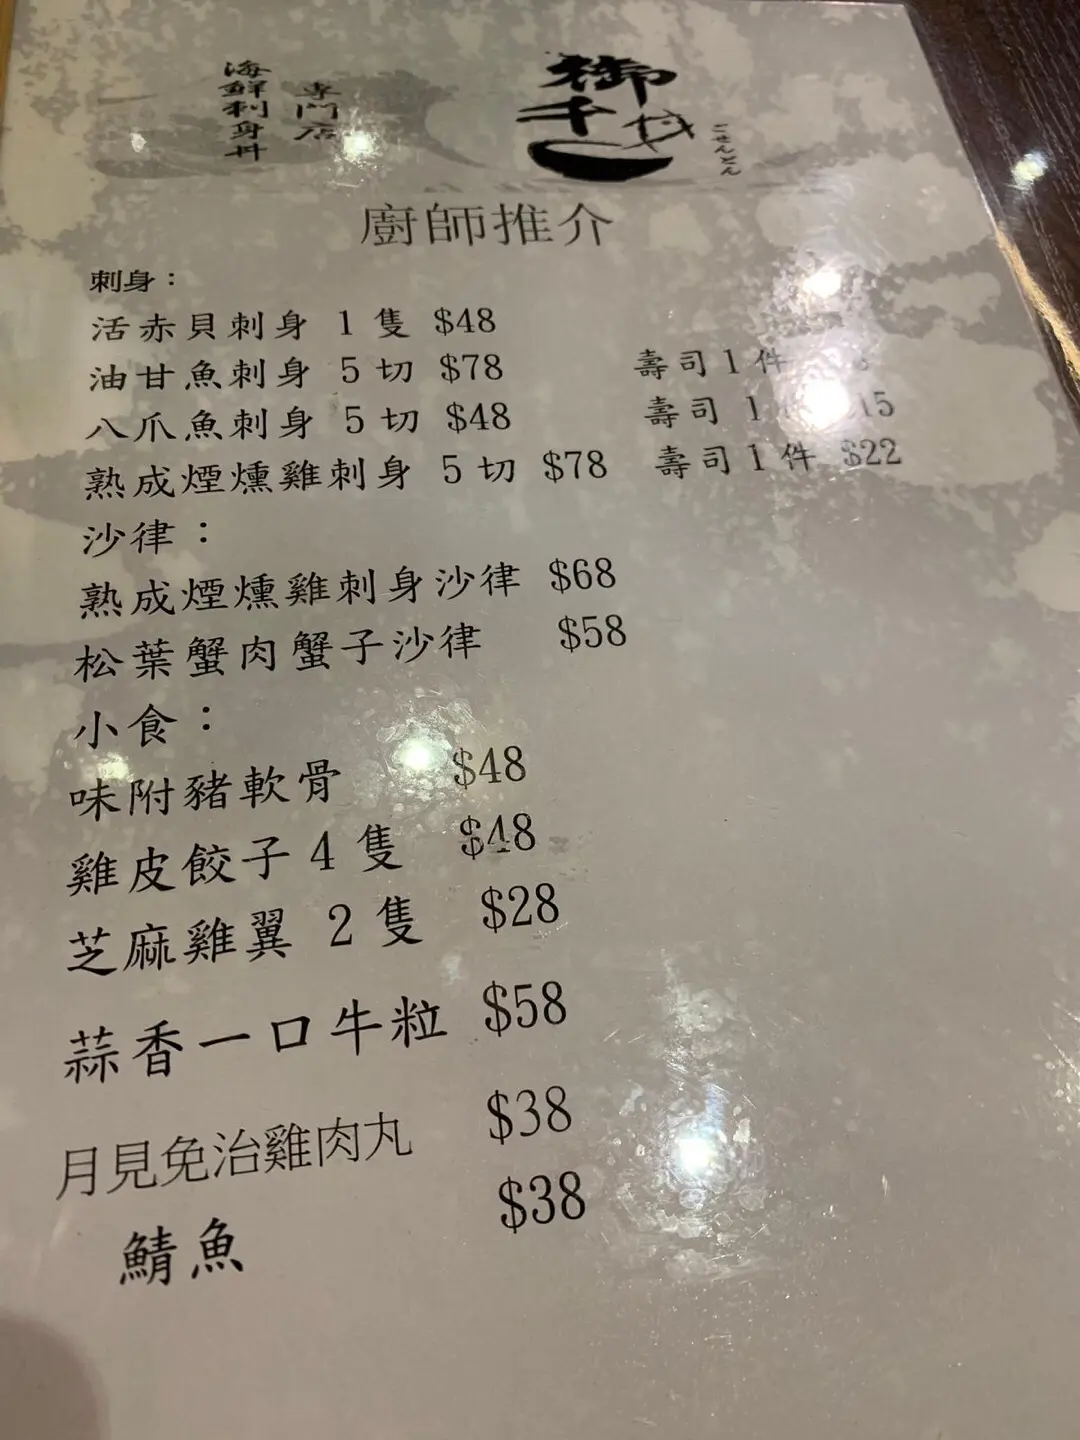 海鮮刺身丼
專門店
御千丼
ごせんどん
廚師推介
刺身：
活赤貝刺身 1 隻 $48
油甘魚刺身 5 切 $78 壽司 1 件
八爪魚刺身 5 切 $48 壽司 1 件 15
熟成煙燻雞刺身 5 切 $78 壽司 1 件 $22
沙律：
熟成煙燻雞刺身沙律 $68
松葉蟹肉蟹子沙律 $58
小食：
味附豬軟骨 $48
雞皮餃子 4 隻 $48
芝麻雞翼 2 隻 $28
蒜香一口牛粒 $58
月見免治雞肉丸 $38
鯖魚 $38